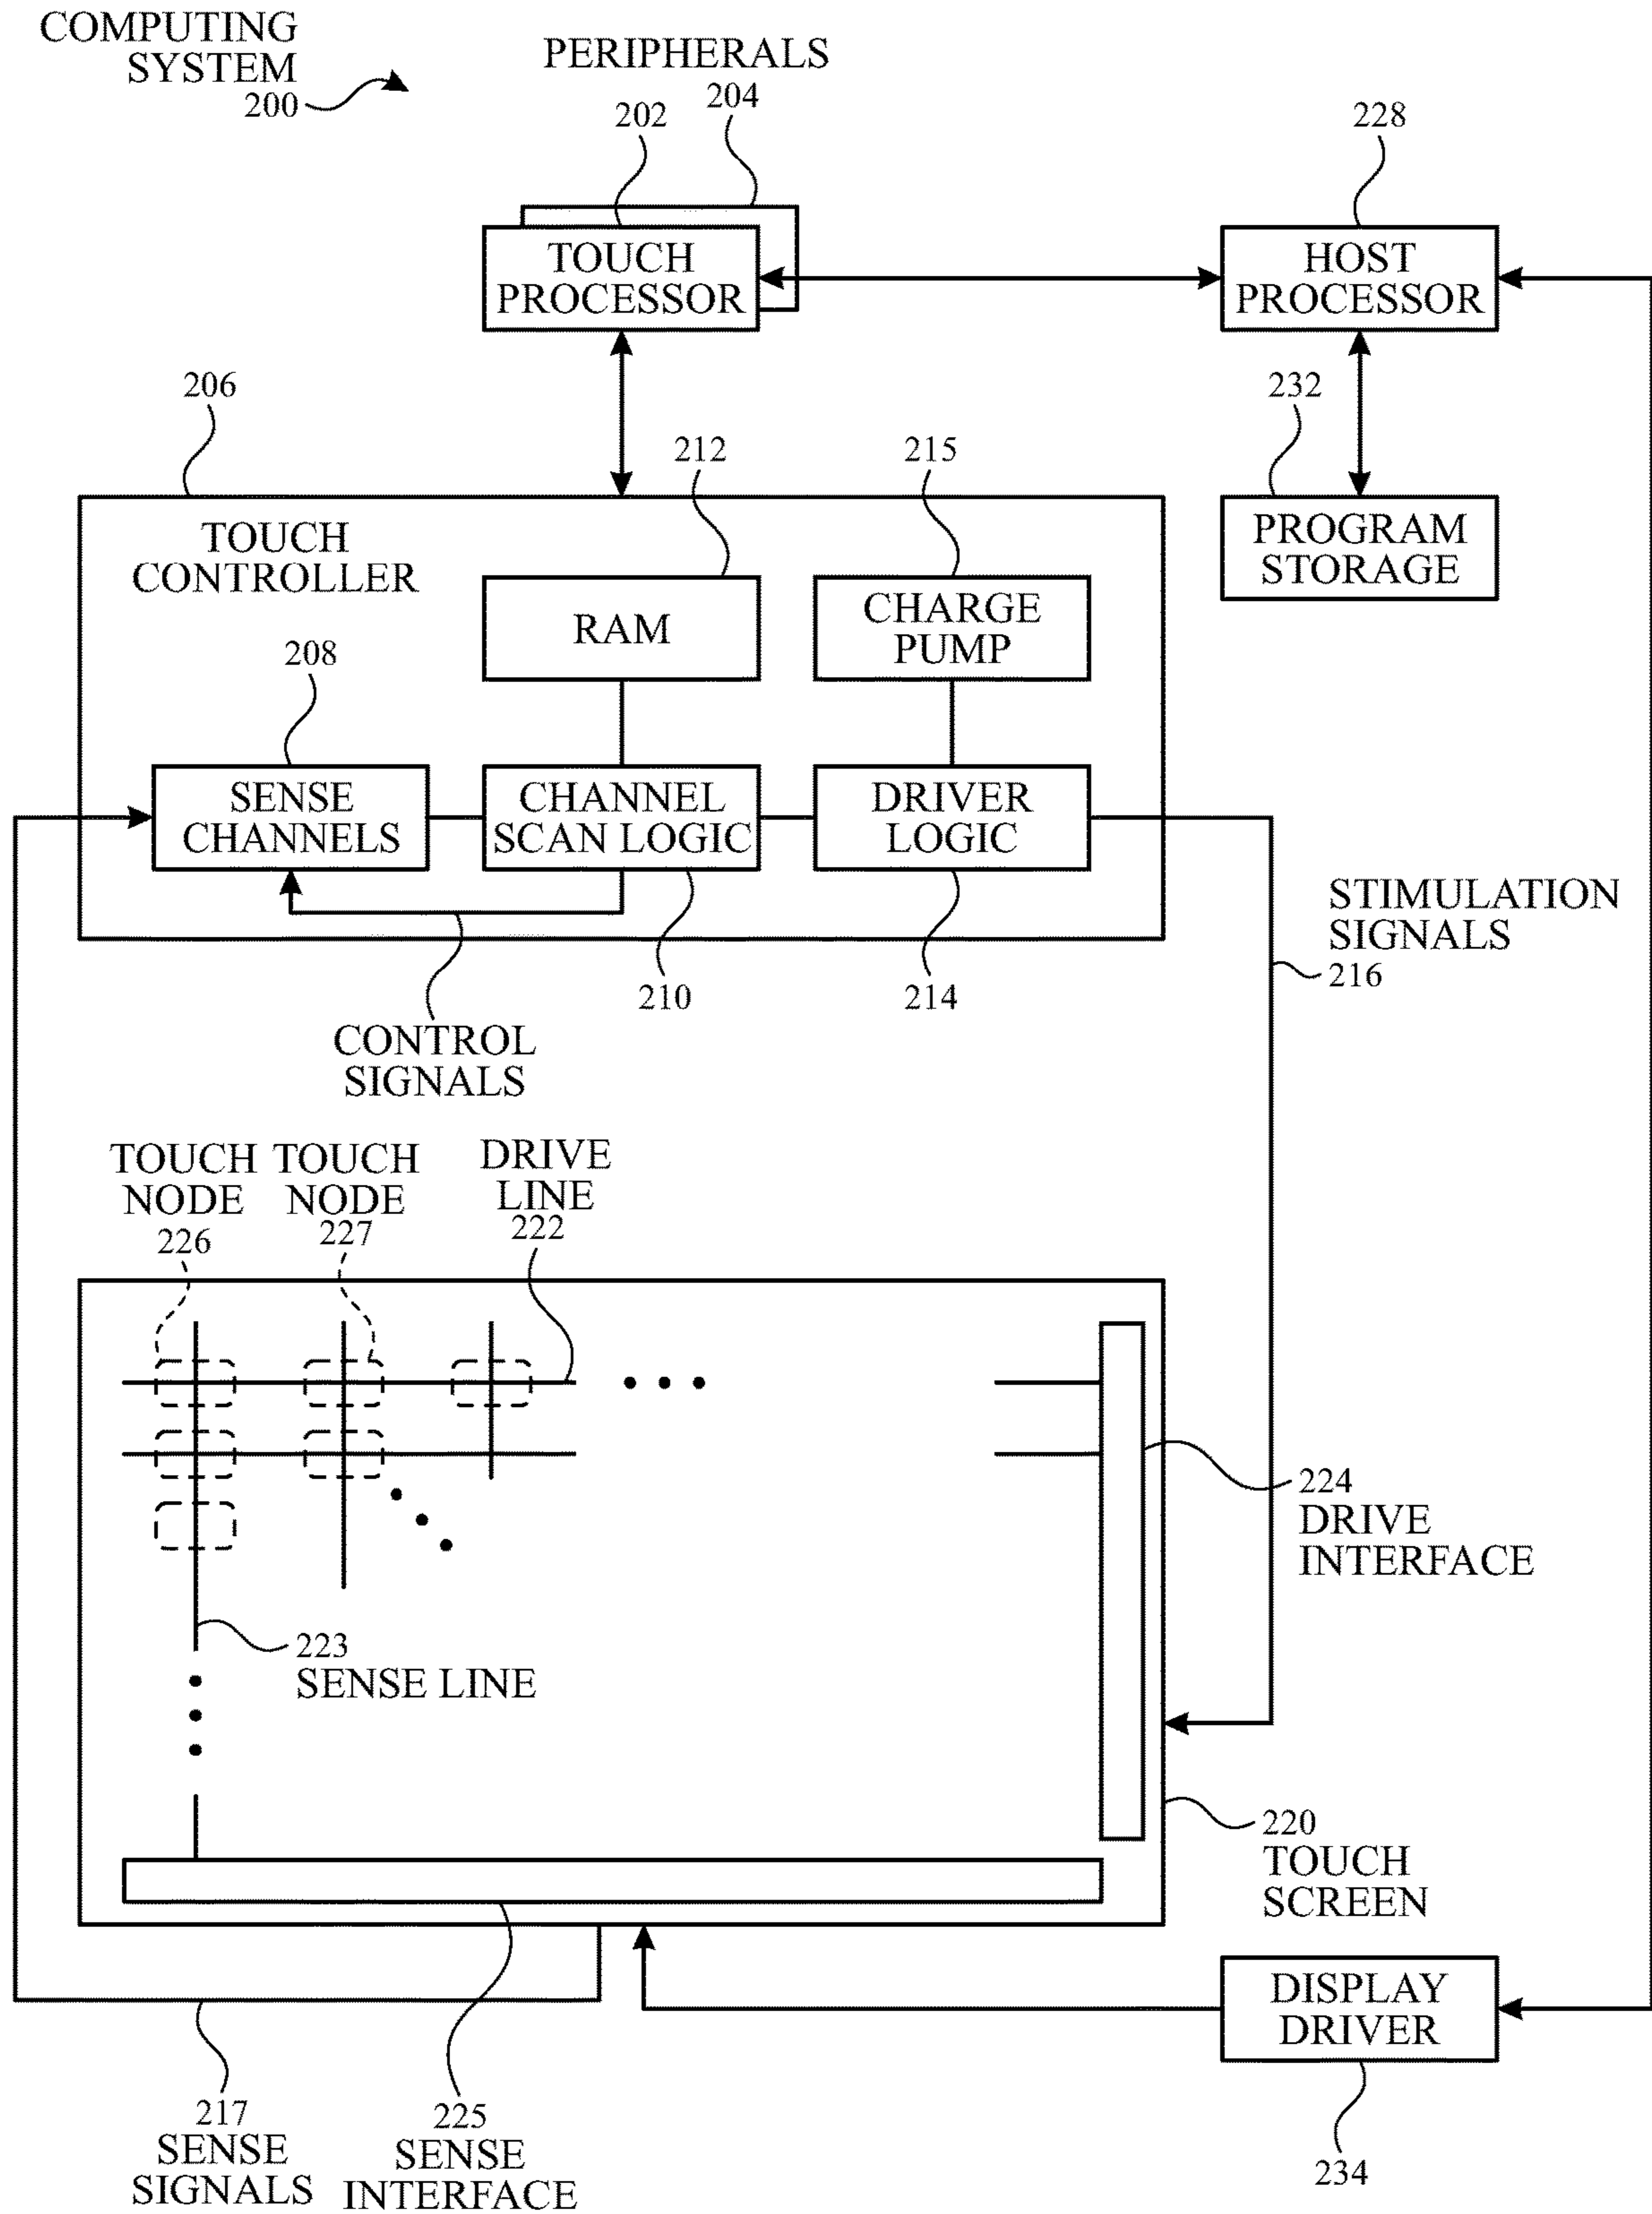 COMPUTING
SYSTEM
200
PERIPHERALS
204
202
228
TOUCH
PROCESSOR
HOST
PROCESSOR
206
212
215
232
TOUCH
CONTROLLER
PROGRAM
STORAGE
RAM
CHARGE
PUMP
208
SENSE
CHANNELS
CHANNEL
SCAN LOGIC
DRIVER
LOGIC
STIMULATION
SIGNALS
216
210
214
CONTROL
SIGNALS
TOUCH
NODE
226
TOUCH
NODE
227
DRIVE
LINE
222
224
DRIVE
INTERFACE
223
SENSE LINE
220
TOUCH
SCREEN
DISPLAY
DRIVER
217
SENSE
SIGNALS
225
SENSE
INTERFACE
234